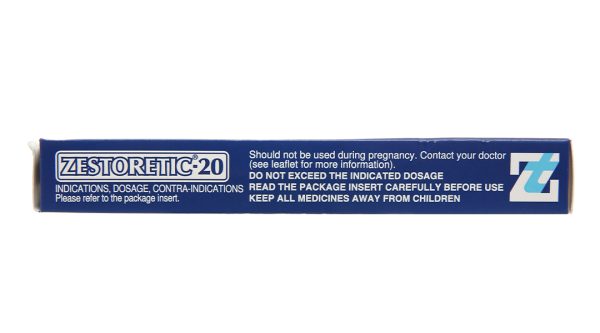 ZESTORETIC®-20
INDICATIONS, DOSAGE, CONTRA-INDICATIONS
Please refer to the package insert.
Should not be used during pregnancy. Contact your doctor
(see leaflet for more information).
DO NOT EXCEED THE INDICATED DOSAGE
READ THE PACKAGE INSERT CAREFULLY BEFORE USE
KEEP ALL MEDICINES AWAY FROM CHILDREN
Zt